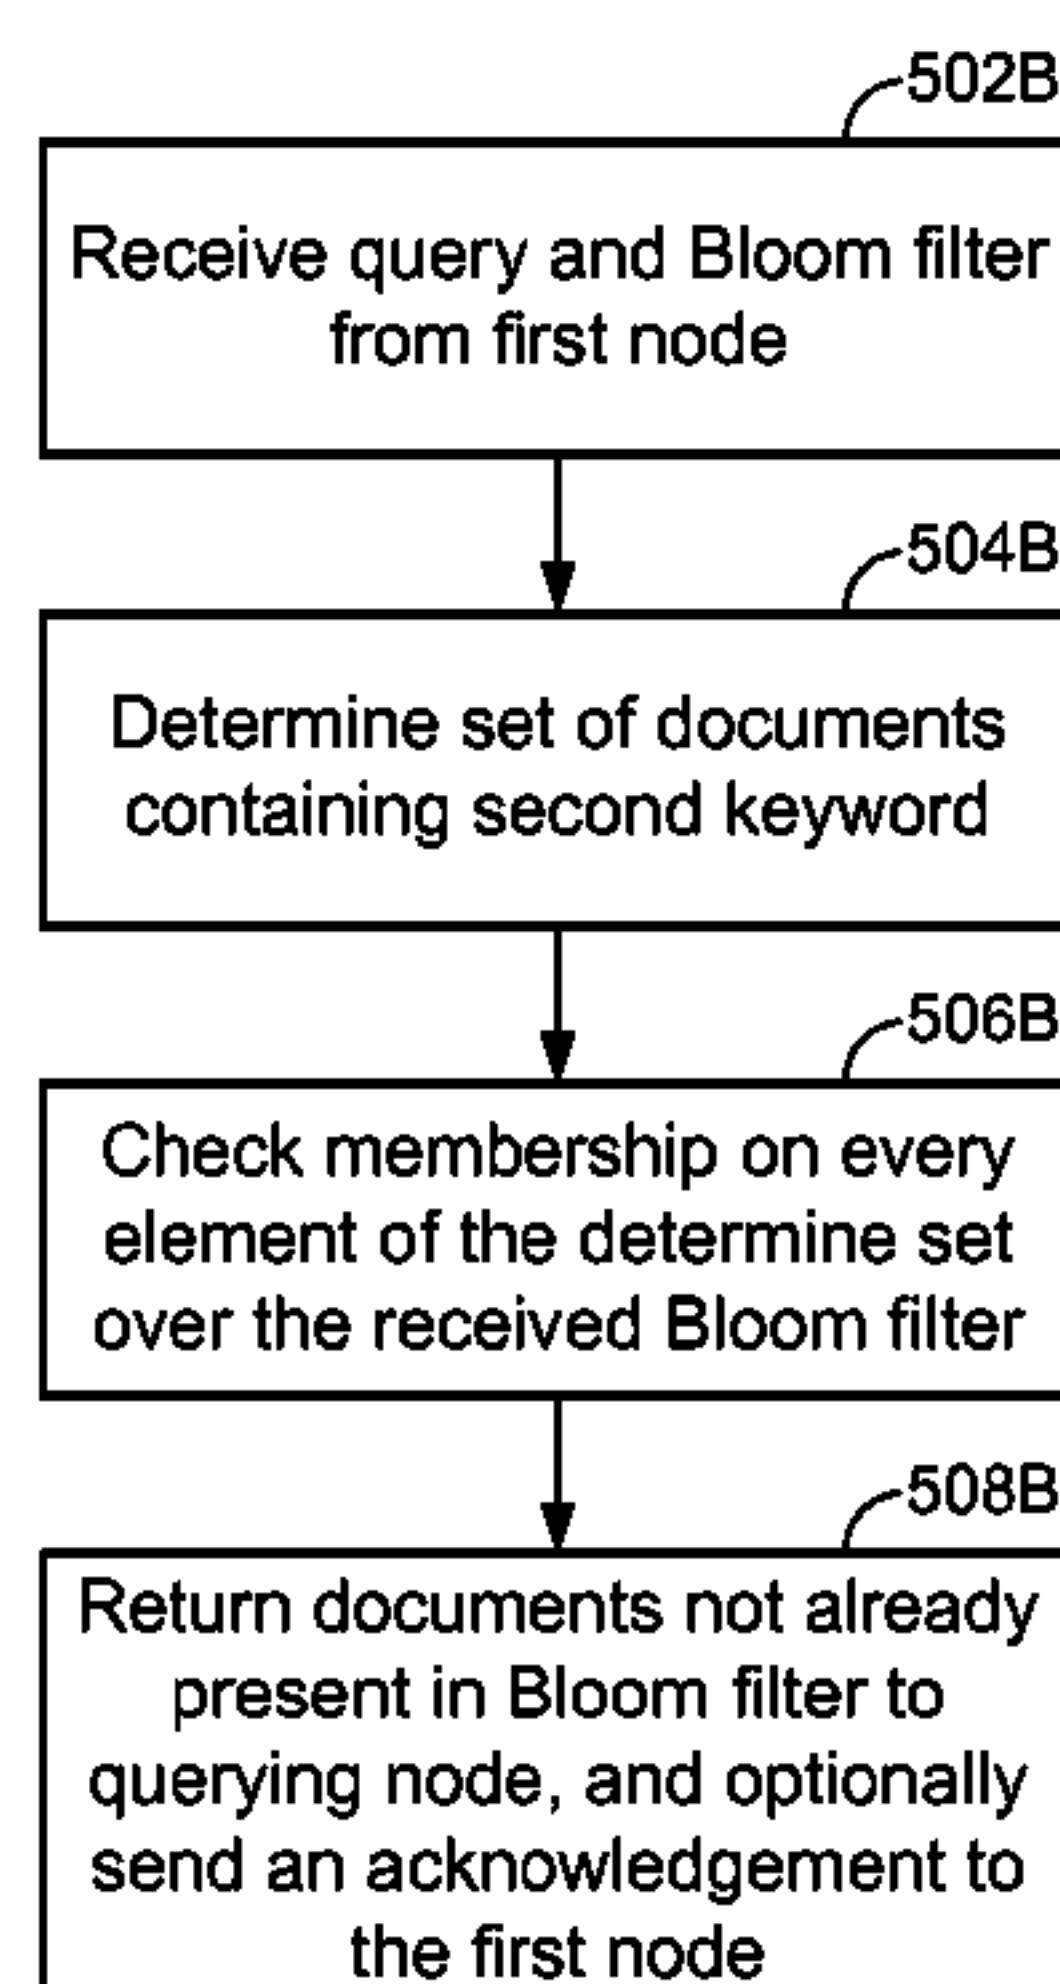 502B
Receive query and Bloom filter
from first node
504B
Determine set of documents
containing second keyword
506B
Check membership on every
element of the determine set
over the received Bloom filter
508B
Return documents not already
present in Bloom filter to
querying node, and optionally
send an acknowledgement to
the first node